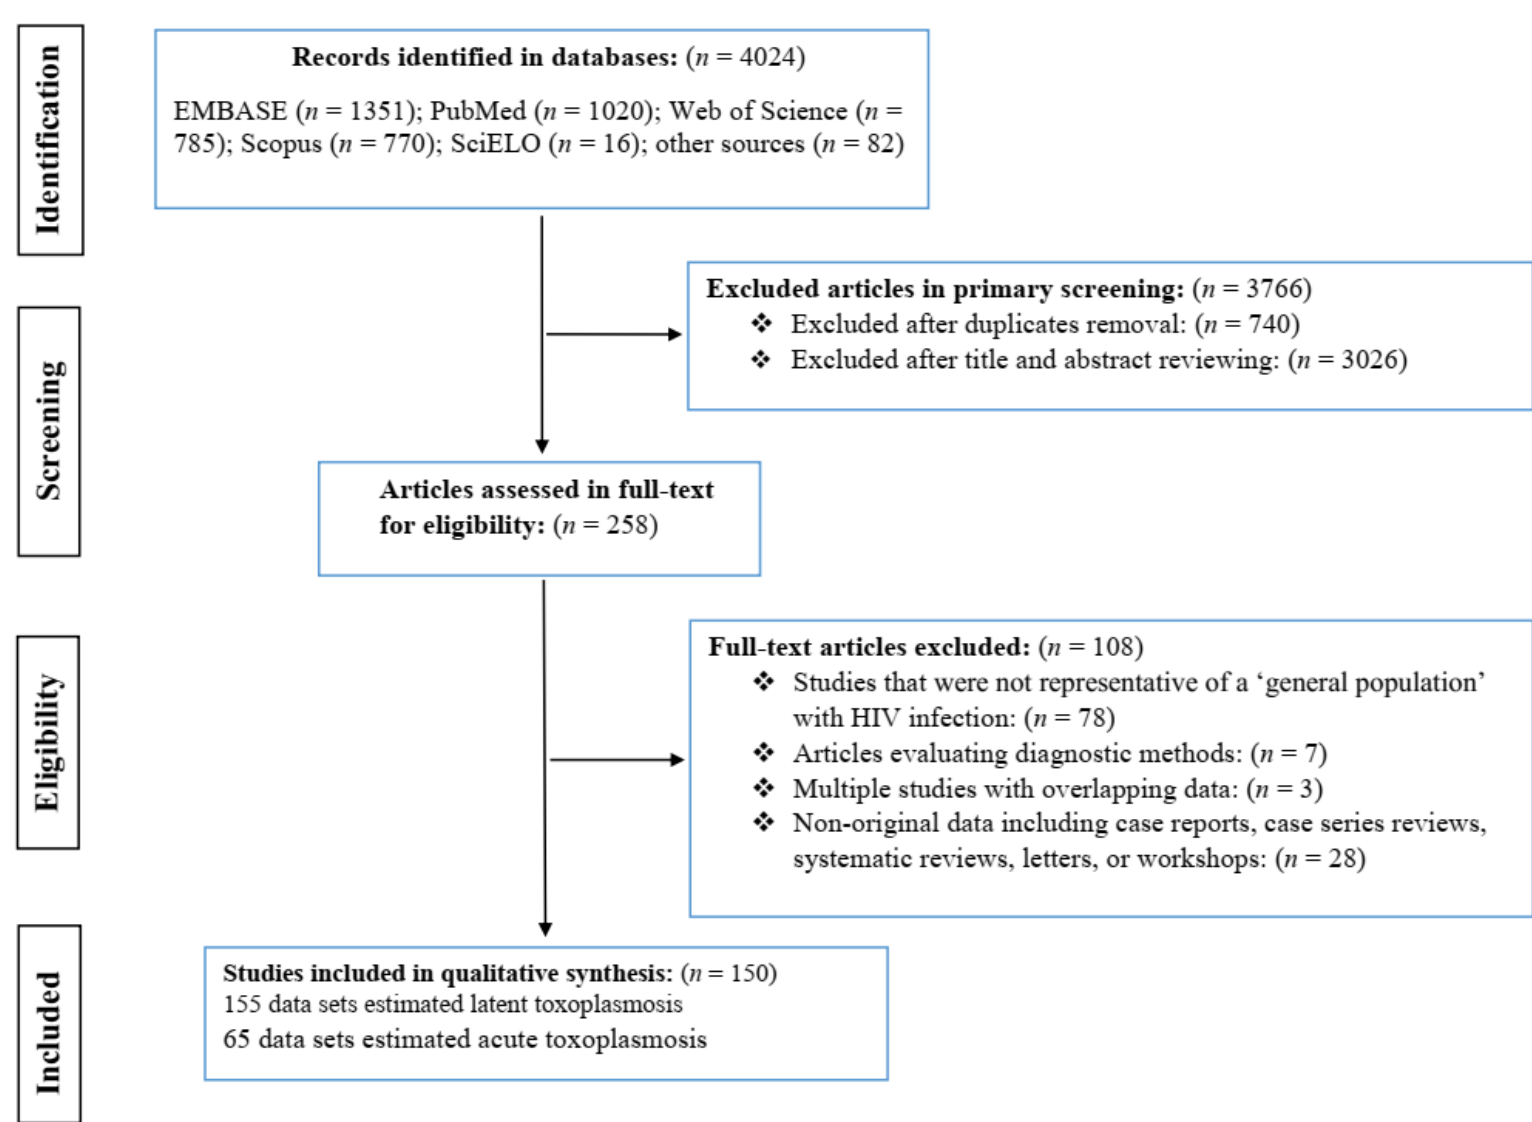 Identification
Records identified in databases: (n = 4024)
EMBASE (n = 1351); PubMed (n = 1020); Web of Science (n =
785); Scopus (n = 770); SciELO (n = 16); other sources (n = 82)
Screening
Excluded articles in primary screening: (n = 3766)
❖ Excluded after duplicates removal: (n = 740)
❖ Excluded after title and abstract reviewing: (n = 3026)
Articles assessed in full-text
for eligibility: (n = 258)
Eligibility
Full-text articles excluded: (n = 108)
❖ Studies that were not representative of a ‘general population’
with HIV infection: (n = 78)
❖ Articles evaluating diagnostic methods: (n = 7)
❖ Multiple studies with overlapping data: (n = 3)
❖ Non-original data including case reports, case series reviews,
systematic reviews, letters, or workshops: (n = 28)
Included
Studies included in qualitative synthesis: (n = 150)
155 data sets estimated latent toxoplasmosis
65 data sets estimated acute toxoplasmosis